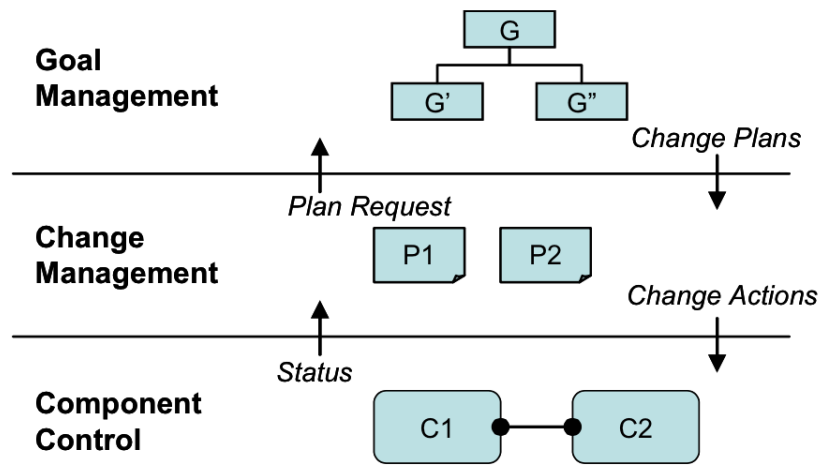 G
Goal
Management
G’
G”
Change Plans
Plan Request
Change
Management
P1
P2
Change Actions
Status
Component
Control
C1
C2